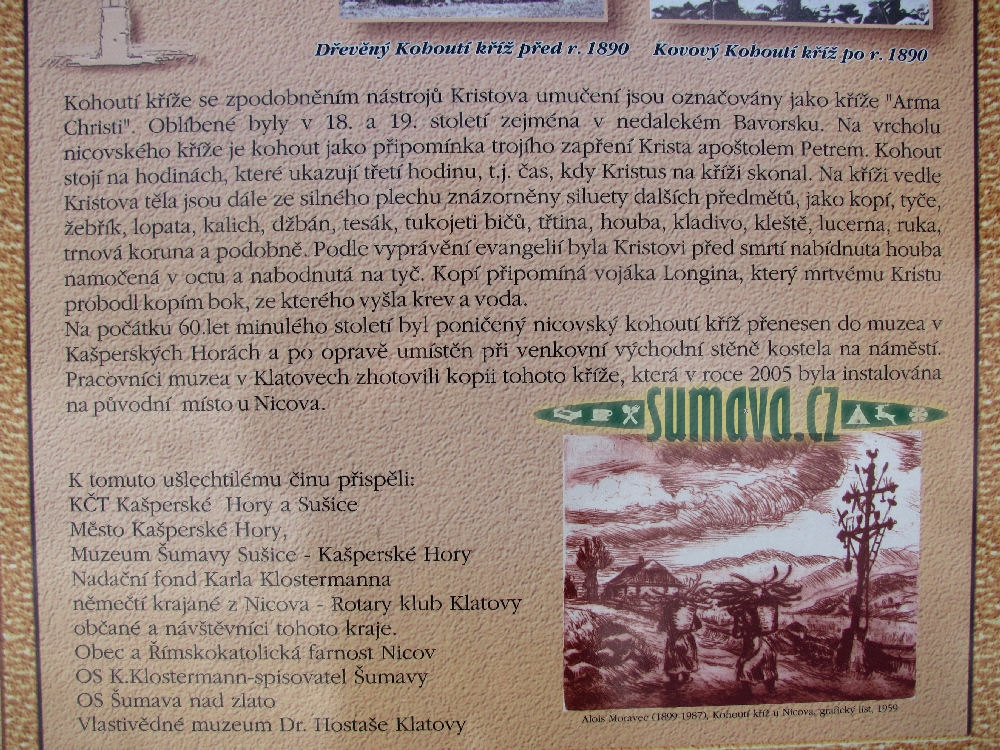 Dřevěný Kohoutí kříž před r. 1890
Kovový Kohoutí kříž po r. 1890
Kohoutí kříže se zpodobněním nástrojů Kristova umučení jsou označovány jako kříže "Arma
Christi". Oblíbené byly v 18. a 19. století zejména v nedalekém Bavorsku. Na vrcholu
nicovského kříže je kohout jako připomínka trojího zapření Krista apoštolem Petrem. Kohout
stojí na hodinách, které ukazují třetí hodinu, t.j. čas, kdy Kristus na kříži skonal. Na kříži vedle
Kristova těla jsou dále ze silného plechu znázorněny siluety dalších předmětů, jako kopí, tyče,
žebřík, lopata, kalich, džbán, tesák, tukojeti bičů, třtina, houba, kladivo, kleště, lucerna, ruka,
trnová koruna a podobně. Podle vyprávění evangelií byla Kristovi před smrtí nabídnuta houba
namočená v octu a nabodnutá na tyč. Kopí připomíná vojáka Longina, který mrtvému Kristu
probodl kopím bok, ze kterého vyšla krev a voda.
Na počátku 60.let minulého století byl poničený nicovský kohoutí kříž přenesen do muzea v
Kašperských Horách a po opravě umístěn při venkovní východní stěně kostela na náměstí.
Pracovníci muzea v Klatovech zhotovili kopii tohoto kříže, která v roce 2005 byla instalována
na původní místo u Nicova.
sumava.cz
K tomuto ušlechtilému činu přispěli:
KČT Kašperské Hory a Sušice
Město Kašperské Hory,
Muzeum Šumavy Sušice - Kašperské Hory
Nadační fond Karla Klostermanna
němečtí krajané z Nicova - Rotary klub Klatovy
občané a návštěvníci tohoto kraje.
Obec a Římskokatolická farnost Nicov
OS K.Klostermann-spisovatel Šumavy
OS Šumava nad zlato
Vlastivědné muzeum Dr. Hostaše Klatovy
Alois Moravec (1899-1987), Kohoutí kříž u Nicova, grafický list, 1959